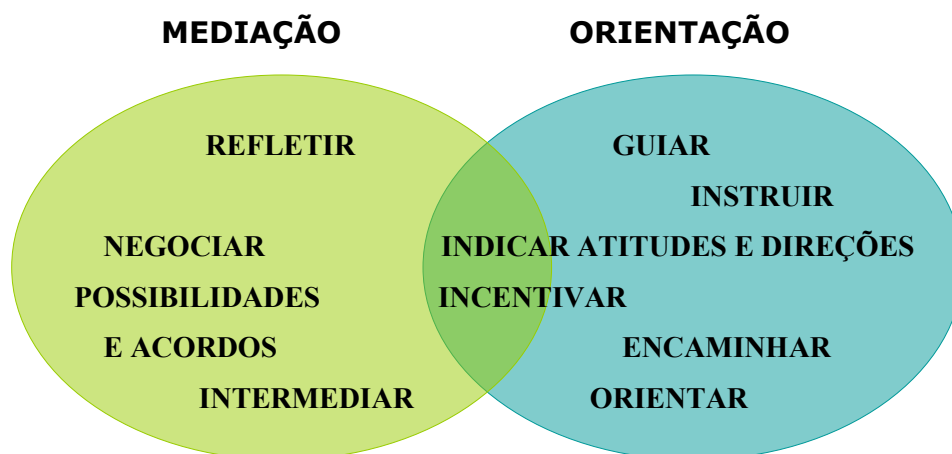 MEDIAÇÃO
ORIENTAÇÃO
REFLETIR
GUIAR
INSTRUIR
NEGOCIAR
INDICAR ATITUDES E DIREÇÕES
POSSIBILIDADES
INCENTIVAR
E ACORDOS
ENCAMINHAR
INTERMEDIAR
ORIENTAR